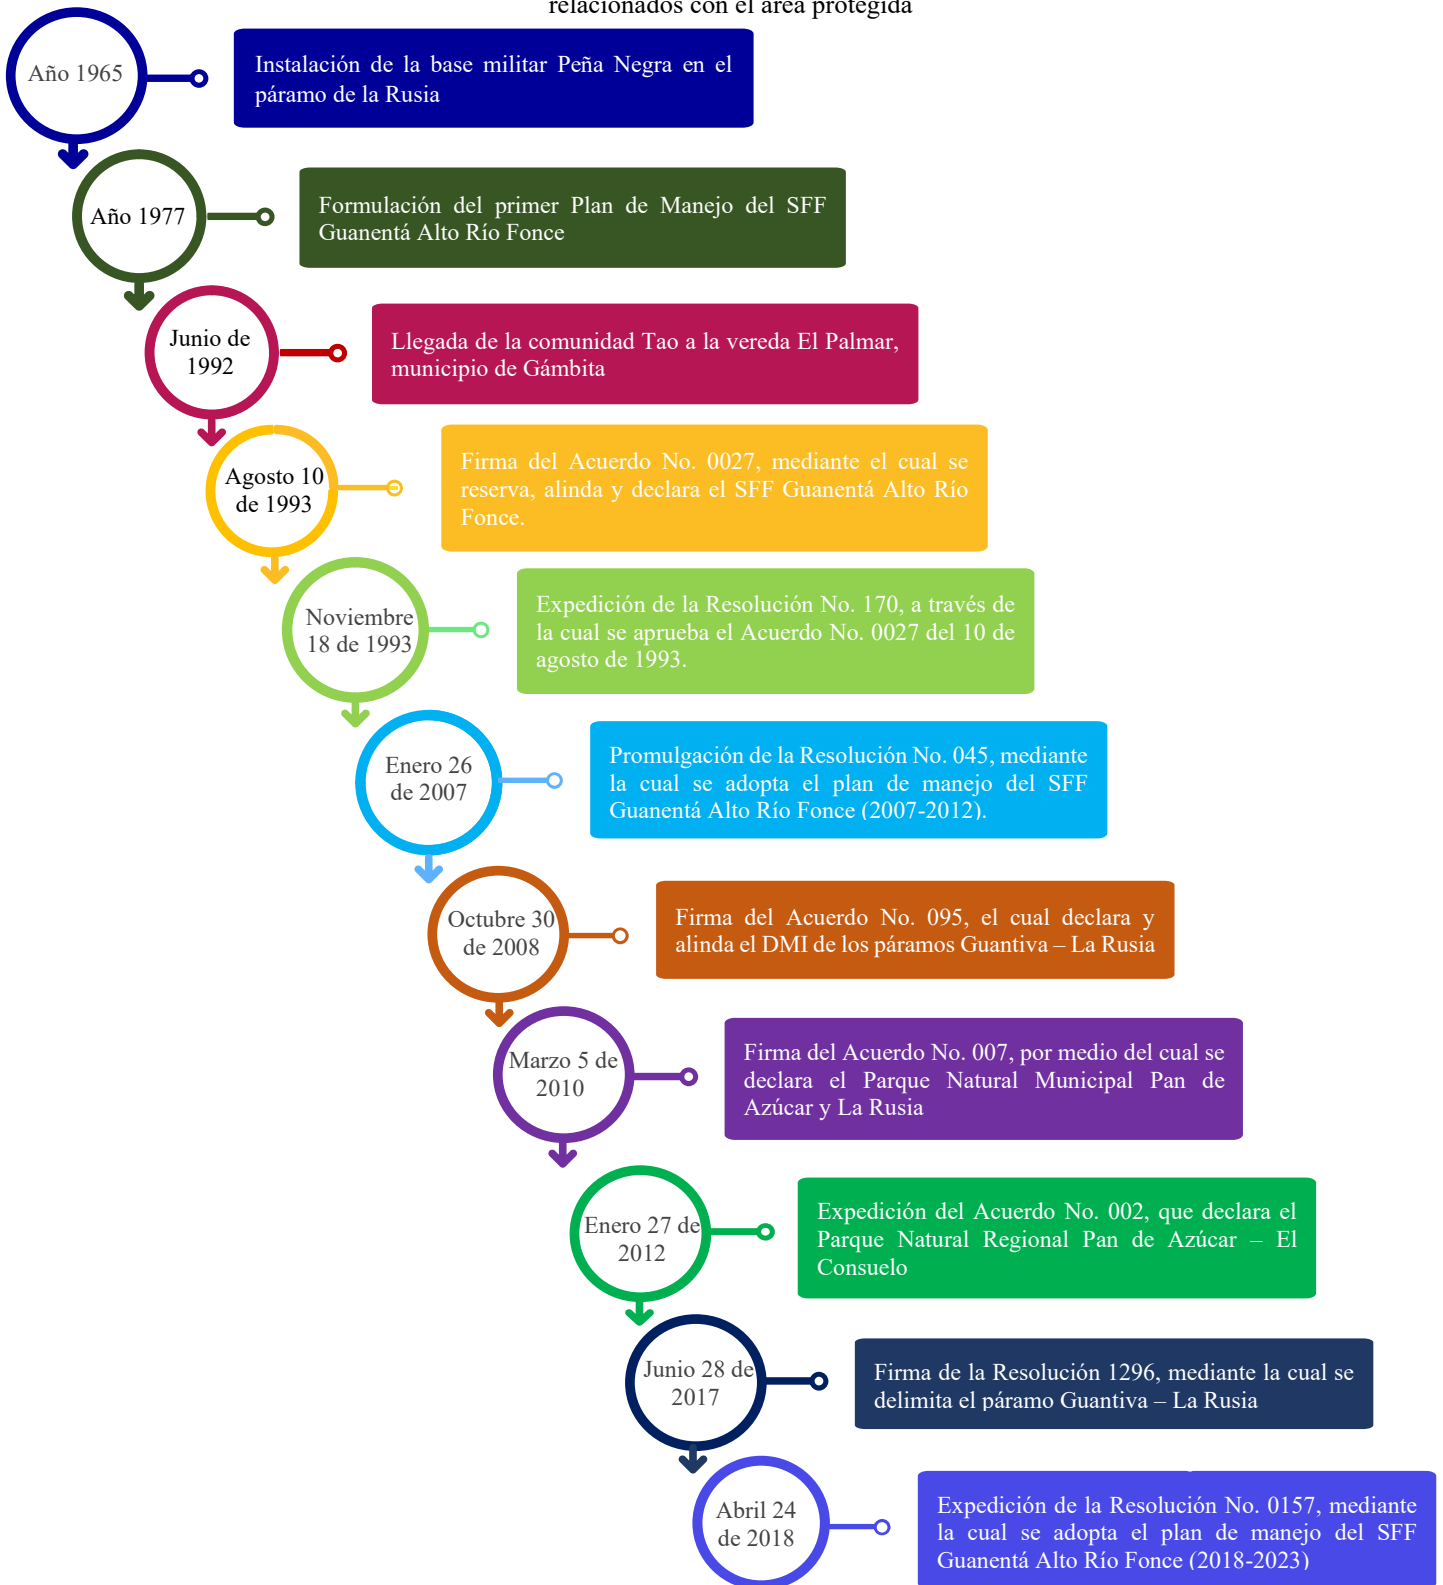 relacionados con el área protegida
Año 1965
Instalación de la base militar Peña Negra en el
páramo de la Rusia
Año 1977
Formulación del primer Plan de Manejo del SFF
Guanentá Alto Río Fonce
Junio de
1992
Llegada de la comunidad Tao a la vereda El Palmar,
municipio de Gámbita
Agosto 10
de 1993
Firma del Acuerdo No. 0027, mediante el cual se
reserva, alinda y declara el SFF Guanentá Alto Río
Fonce.
Noviembre
18 de 1993
Expedición de la Resolución No. 170, a través de
la cual se aprueba el Acuerdo No. 0027 del 10 de
agosto de 1993.
Enero 26
de 2007
Promulgación de la Resolución No. 045, mediante
la cual se adopta el plan de manejo del SFF
Guanentá Alto Río Fonce (2007-2012).
Octubre 30
de 2008
Firma del Acuerdo No. 095, el cual declara y
alinda el DMI de los páramos Guantiva – La Rusia
Marzo 5 de
2010
Firma del Acuerdo No. 007, por medio del cual se
declara el Parque Natural Municipal Pan de
Azúcar y La Rusia
Enero 27 de
2012
Expedición del Acuerdo No. 002, que declara el
Parque Natural Regional Pan de Azúcar – El
Consuelo
Junio 28 de
2017
Firma de la Resolución 1296, mediante la cual se
delimita el páramo Guantiva – La Rusia
Abril 24
de 2018
Expedición de la Resolución No. 0157, mediante
la cual se adopta el plan de manejo del SFF
Guanentá Alto Río Fonce (2018-2023)